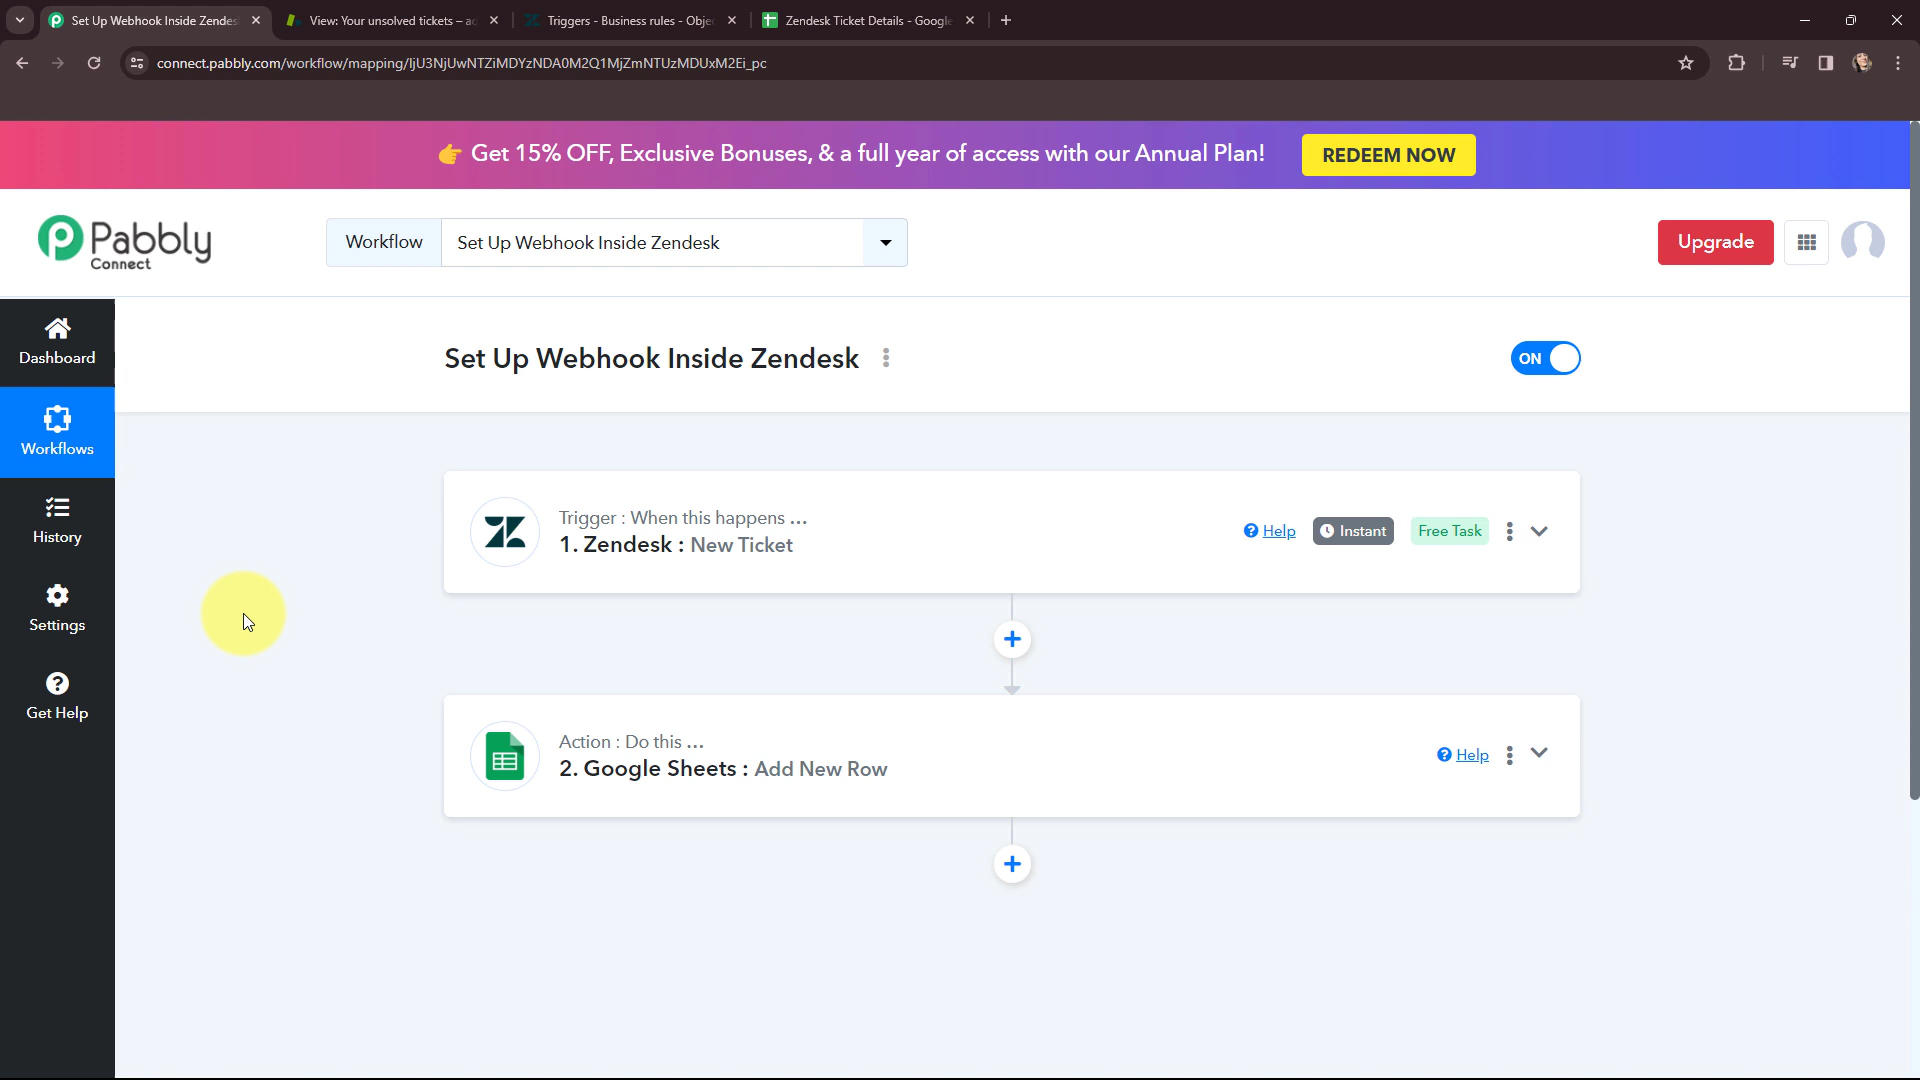 Set Up Webhook Inside Zendes
View: Your unsolved tickets – a
Triggers - Business rules - Obje
Zendesk Ticket Details - Google
connect.pabbly.com/workflow/mapping/IjU3NjUwNTZiMDYzNDA0M2Q1MjZmNTUzMDUxM2Ei_pc
👉 Get 15% OFF, Exclusive Bonuses, & a full year of access with our Annual Plan!
REDEEM NOW
Pabbly
Connect
Workflow
Set Up Webhook Inside Zendesk
Upgrade
Dashboard
Workflows
History
Settings
Get Help
Set Up Webhook Inside Zendesk
ON
Trigger : When this happens ...
1. Zendesk : New Ticket
Help
Instant
Free Task
Action : Do this ...
2. Google Sheets : Add New Row
Help